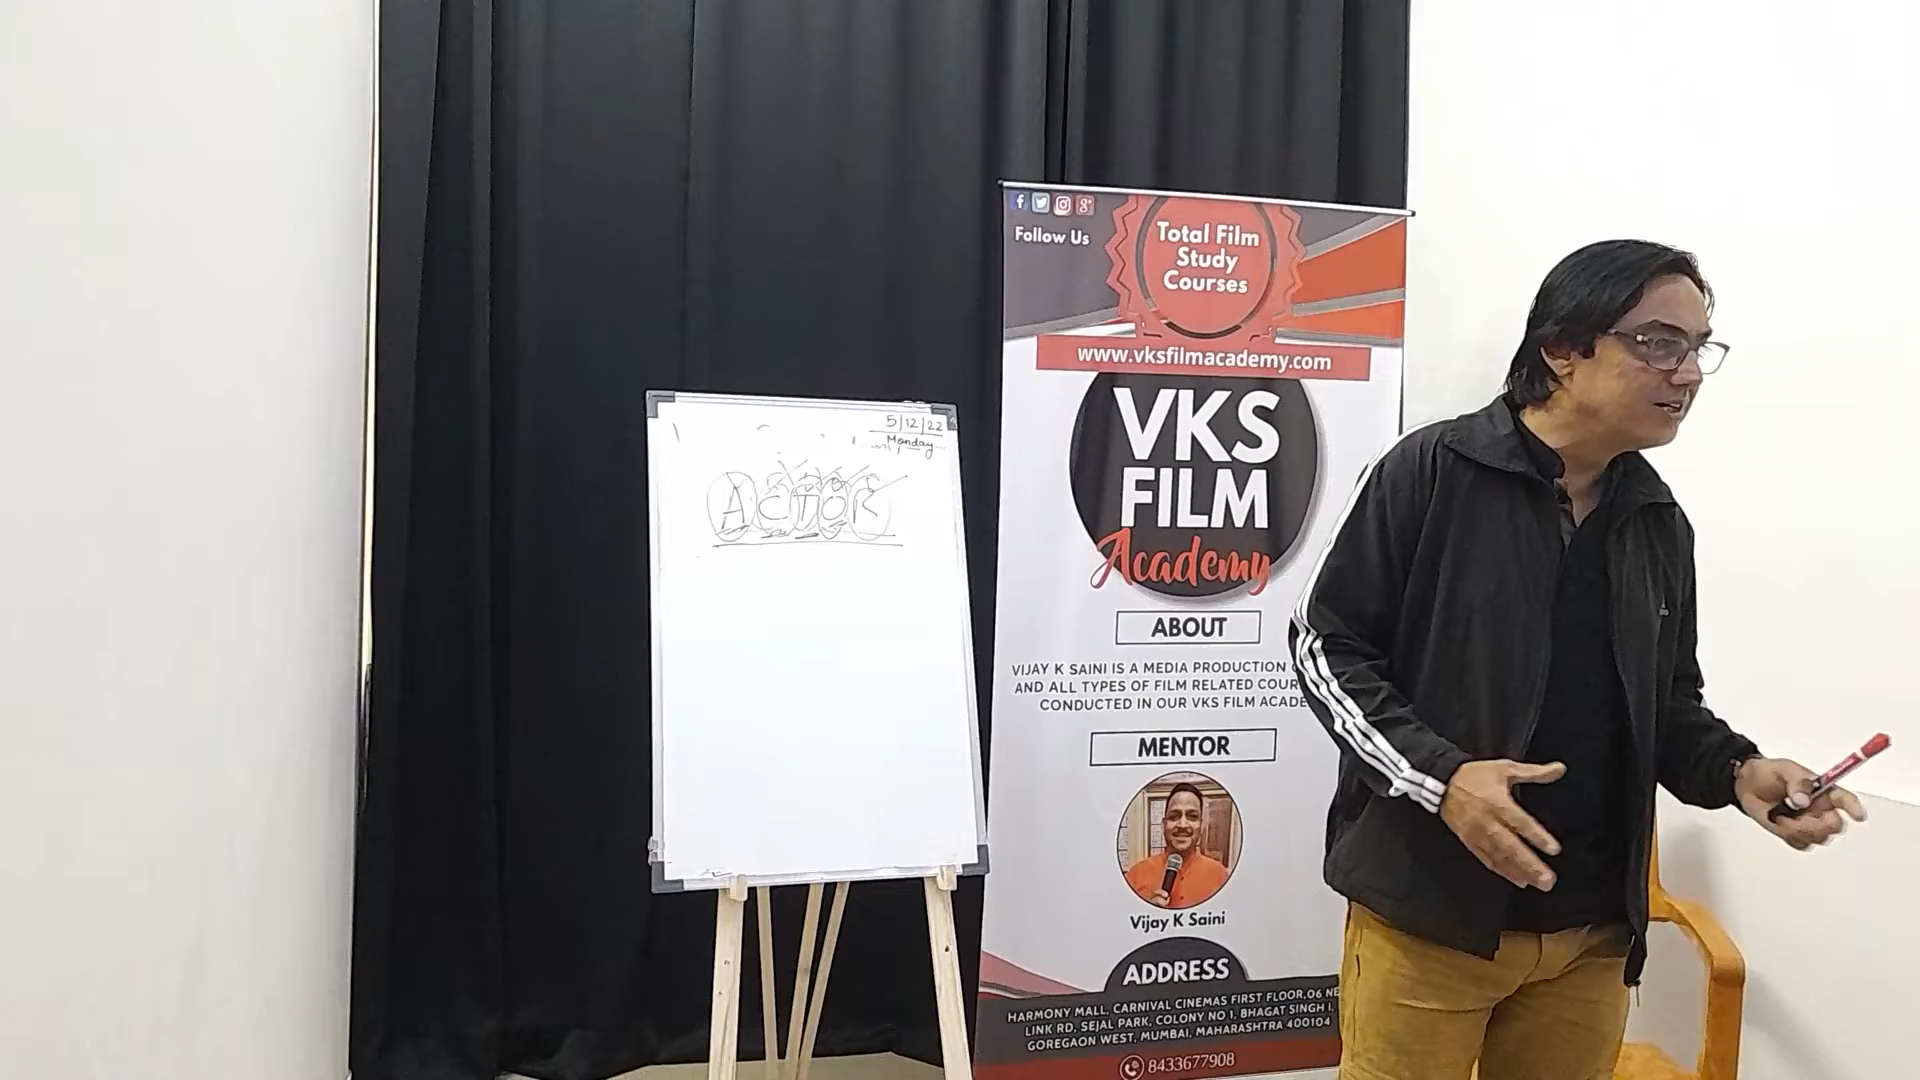 5/12/22
Monday
ACTOR
Follow Us
Total Film
Study
Courses
www.vksfilmacademy.com
VKS
FILM
Academy
ABOUT
VIJAY K SAINI IS A MEDIA PRODUCTION
AND ALL TYPES OF FILM RELATED COUR
CONDUCTED IN OUR VKS FILM ACADE
MENTOR
Vijay K Saini
ADDRESS
HARMONY MALL, CARNIVAL CINEMAS FIRST FLOOR,06 NE
LINK RD, SEJAL PARK, COLONY NO 1, BHAGAT SINGH 1,
GOREGAON WEST, MUMBAI, MAHARASHTRA 400104
8433677908